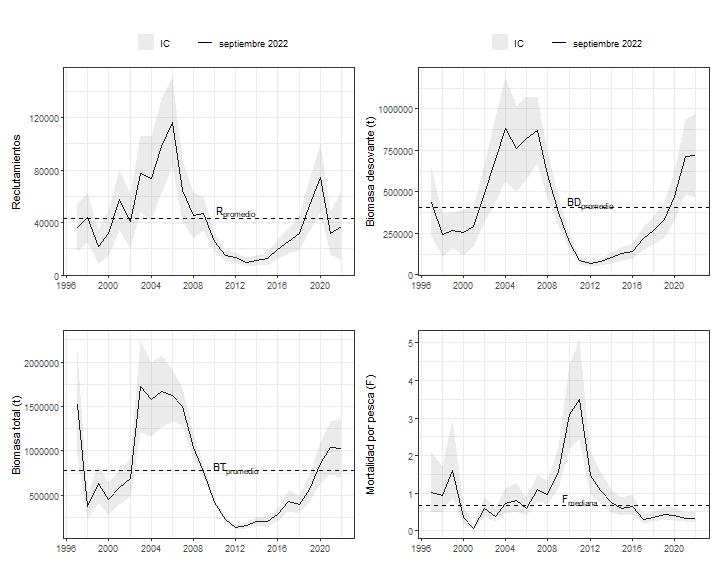 IC septiembre 2022
IC septiembre 2022
Reclutamientos
120000
80000
40000
0
R promedio
1996 2000 2004 2008 2012 2016 2020
Biomasa desovante (t)
1000000
750000
500000
250000
0
BD promedio
1996 2000 2004 2008 2012 2016 2020
Biomasa total (t)
2000000
1500000
1000000
500000
BT promedio
1996 2000 2004 2008 2012 2016 2020
Mortalidad por pesca (F)
5
4
3
2
1
0
F mediana
1996 2000 2004 2008 2012 2016 2020